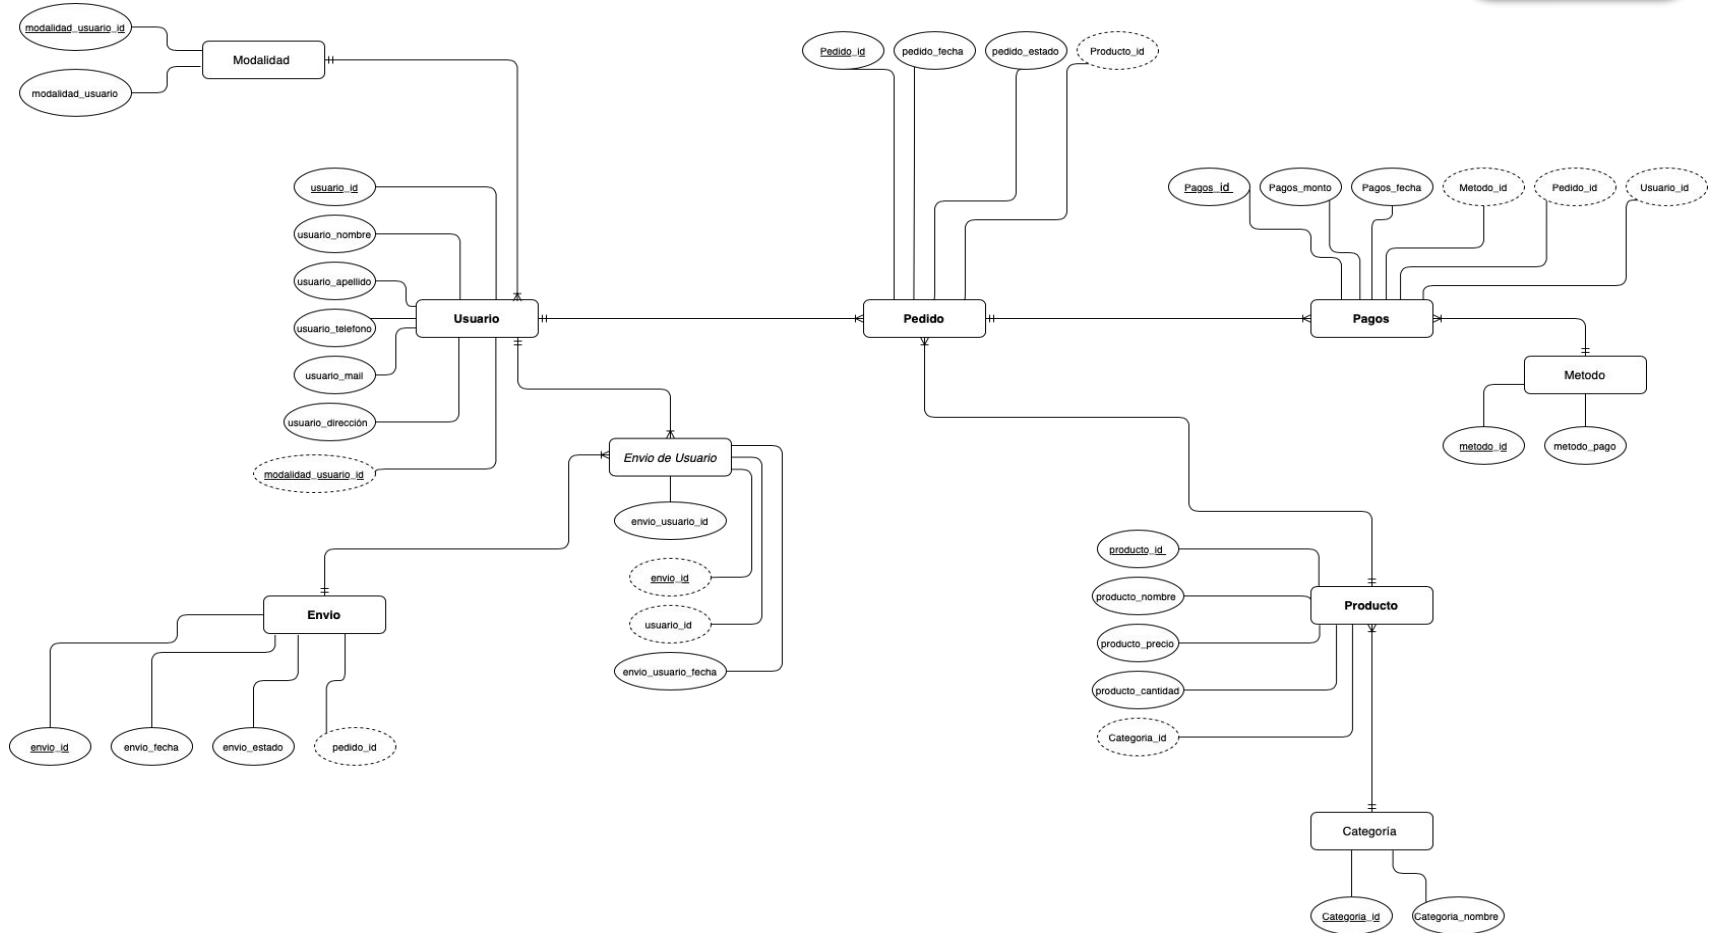 modalidad_usuario_id
Modalidad
modalidad_usuario
Pedido_id
pedido_fecha
pedido_estado
Producto_id
usuario_id
usuario_nombre
usuario_apellido
usuario_telefono
usuario_mail
usuario_dirección
modalidad_usuario_id
Usuario
Pedido
Pagos_id
Pagos_monto
Pagos_fecha
Metodo_id
Pedido_id
Usuario_id
Pagos
Metodo
metodo_id
metodo_pago
Envio de Usuario
envio_usuario_id
envio_id
usuario_id
envio_usuario_fecha
Envio
envio_id
envio_fecha
envio_estado
pedido_id
producto_id
producto_nombre
producto_precio
producto_cantidad
Categoria_id
Producto
Categoría
Categoria_id
Categoria_nombre